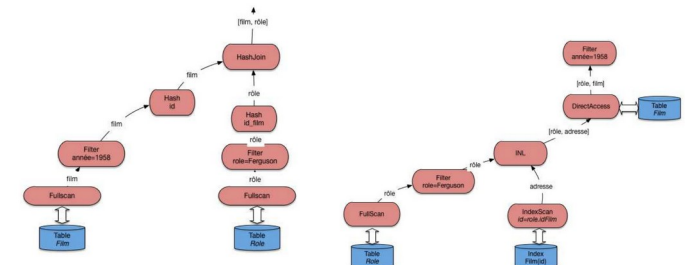 [film, rôle]
HashJoin
film
rôle
Hash
id
Hash
id_film
film
rôle
Filter
année=1958
Filter
role=Ferguson
film
rôle
Fullscan
Fullscan
Table
Film
Table
Role
Filter
année=1958
[rôle, film]
DirectAccess
Table
Film
[rôle, adresse]
INL
rôle
Filter
role=Ferguson
rôle
adresse
FullScan
IndexScan
id=role.idFilm
Table
Role
Index
Film(id)